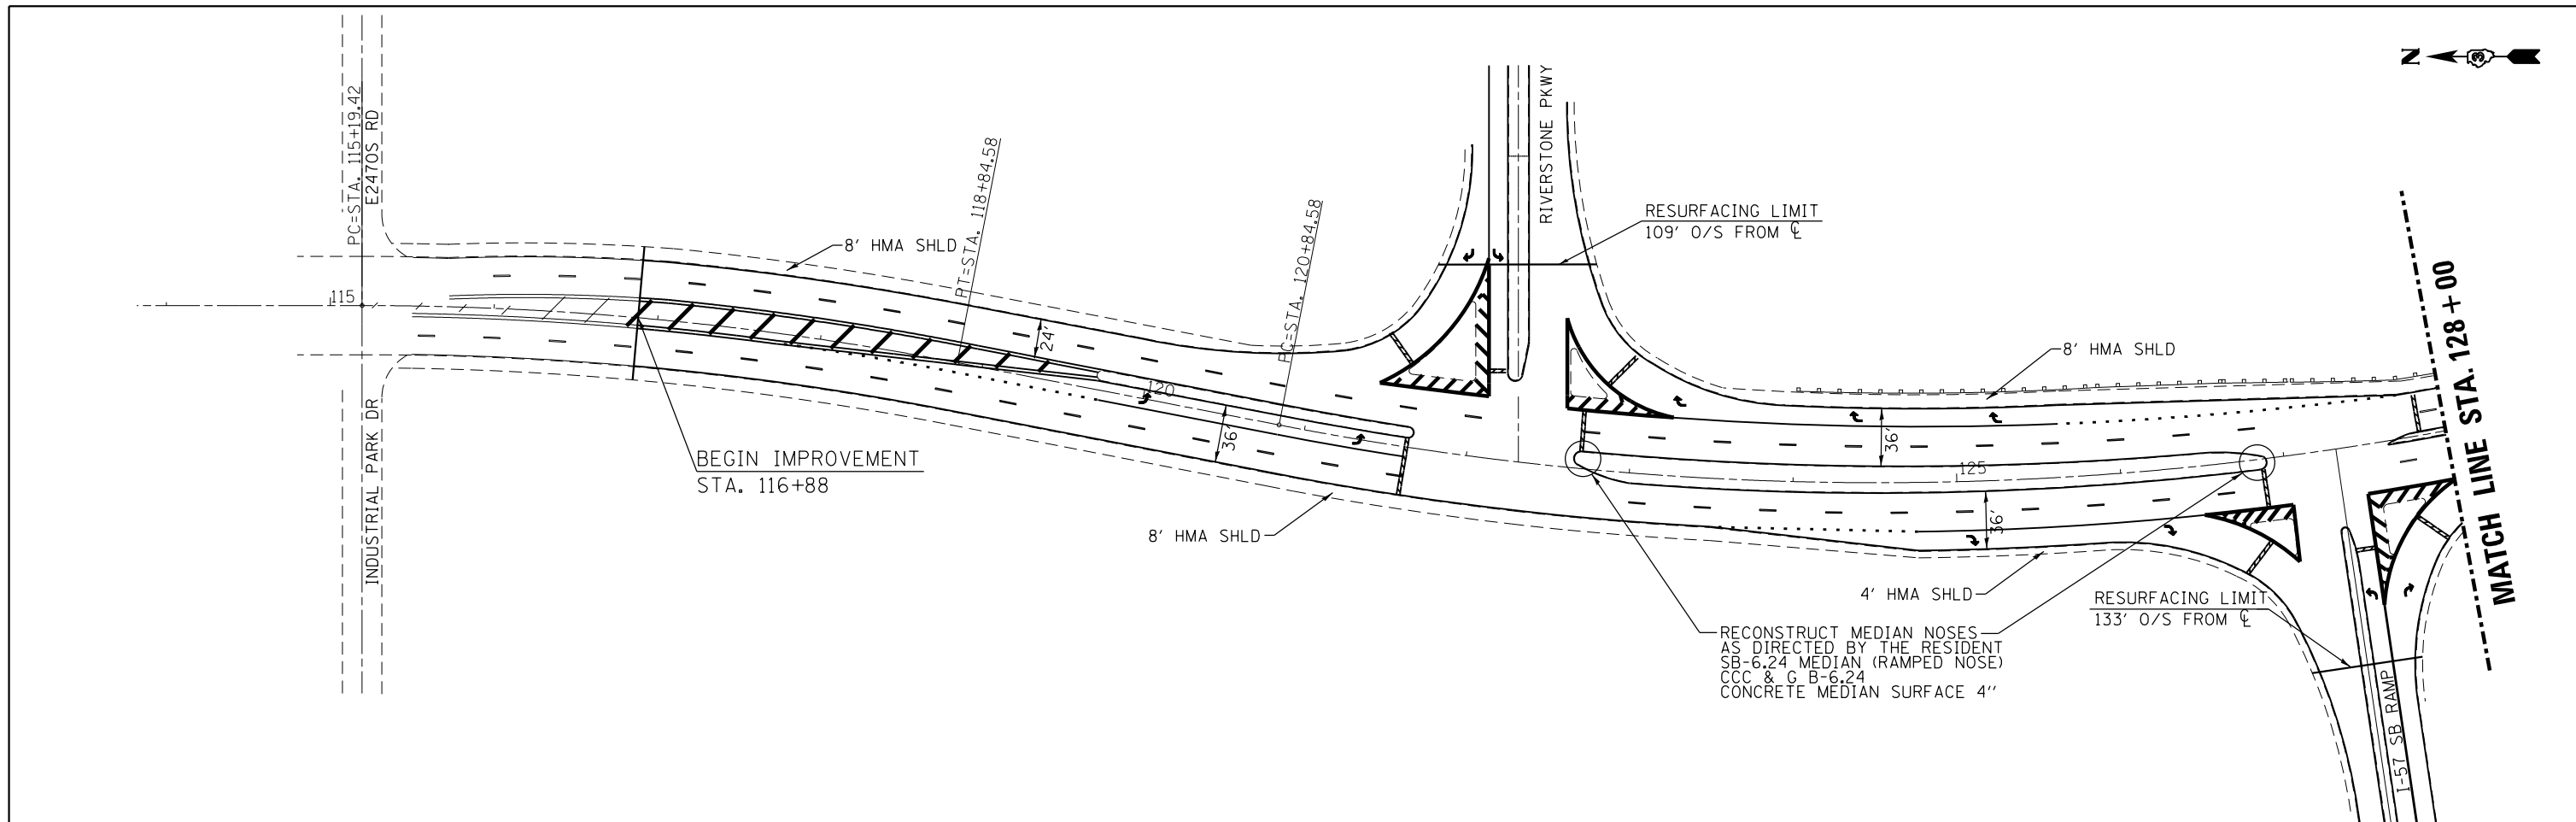 N
3
PC=STA. 115+19.42
E2470S RD
115
INDUSTRIAL PARK DR
8' HMA SHLD
PT=STA. 118+84.58
24'
BEGIN IMPROVEMENT
STA. 116+88
120
36'
PC=STA. 120+84.58
8' HMA SHLD
RIVERSTONE PKWY
RESURFACING LIMIT
109' O/S FROM ℄
8' HMA SHLD
36'
125
36'
4' HMA SHLD
RECONSTRUCT MEDIAN NOSES
AS DIRECTED BY THE RESIDENT
SB-6.24 MEDIAN (RAMPED NOSE)
CCC & G B-6.24
CONCRETE MEDIAN SURFACE 4''
RESURFACING LIMIT
133' O/S FROM ℄
I-57 SB RAMP
MATCH LINE STA. 128+00